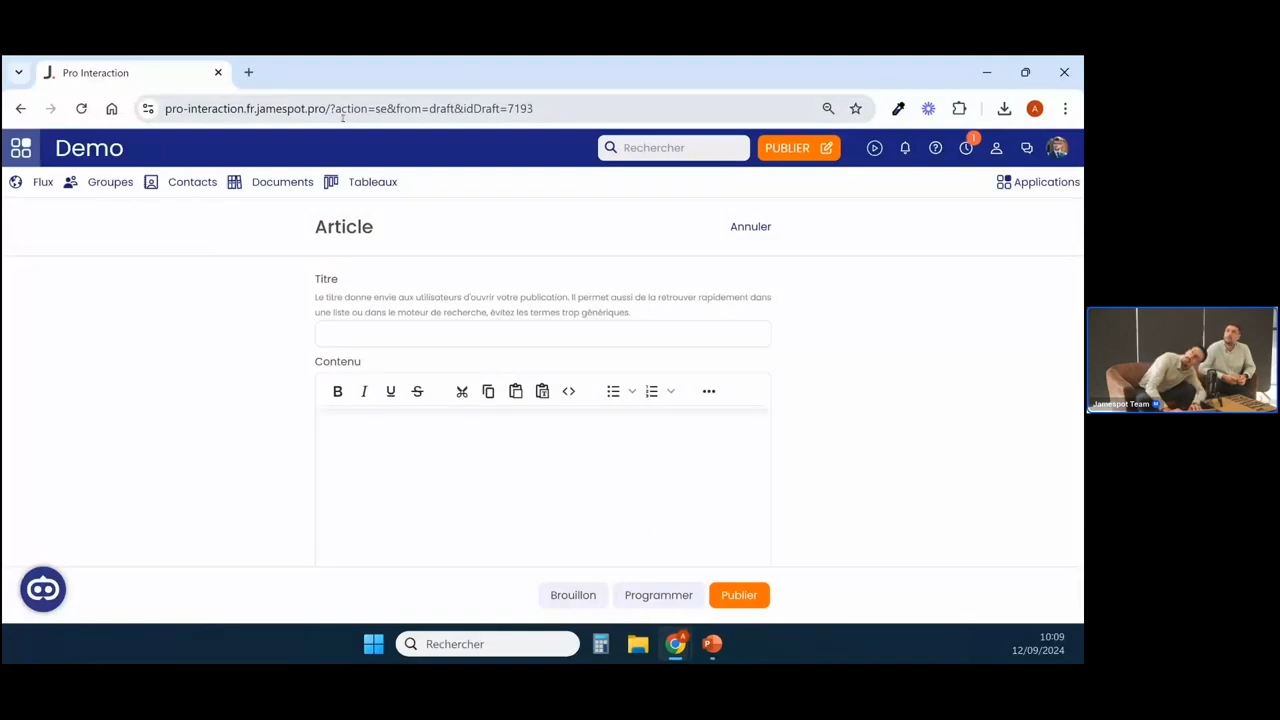 J. Pro Interaction
pro-interaction.fr.jamespot.pro/?action=se&from=draft&idDraft=7193
A
Demo
Rechercher
PUBLIER
1
Flux
Groupes
Contacts
Documents
Tableaux
Applications
Article
Annuler
Titre
Le titre donne envie aux utilisateurs d'ouvrir votre publication. Il permet aussi de la retrouver rapidement dans
une liste ou dans le moteur de recherche, évitez les termes trop génériques.
Contenu
B I U S
Brouillon
Programmer
Publier
Jamespot Team
Rechercher
10:09
12/09/2024